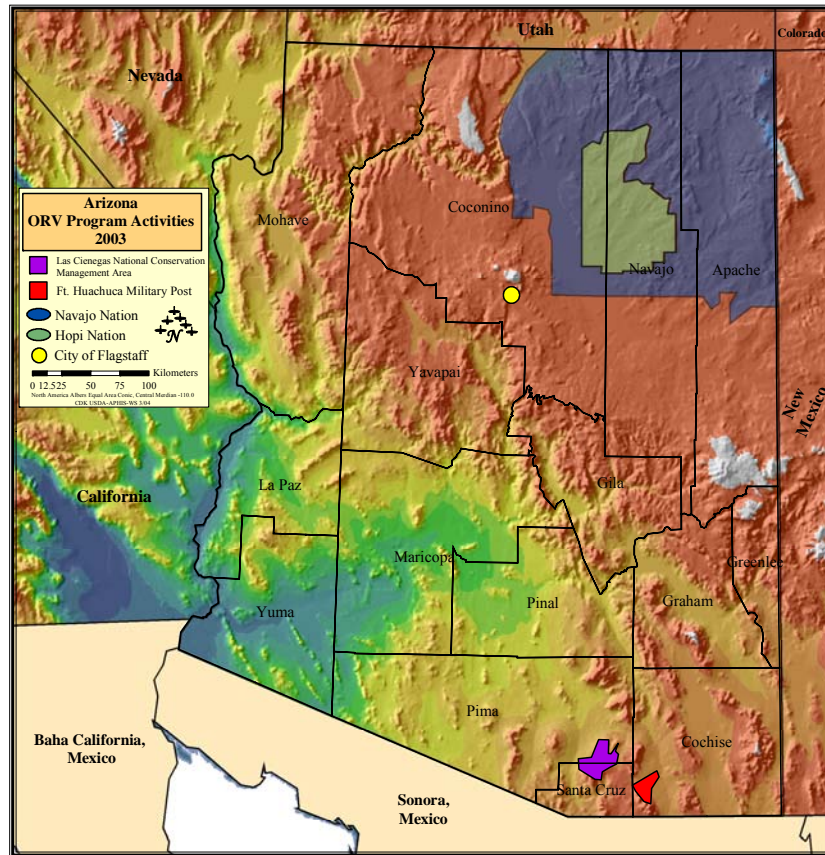 Utah
Colorado
Nevada
Arizona
ORV Program Activities
2003
Las Cienegas National Conservation
Management Area
Ft. Huachuca Military Post
Navajo Nation
Hopi Nation
N
City of Flagstaff
Kilometers
0 12.525 50 75 100
North America Albers Equal Area Conic, Central Merdian -110.0
CDK USDA-APHIS-WS 3/04
Mohave
Coconino
Navajo
Apache
Yavapai
New
Mexico
California
La Paz
Gila
Maricopa
Greenlee
Yuma
Pinal
Graham
Pima
Cochise
Baha California,
Mexico
Santa Cruz
Sonora,
Mexico